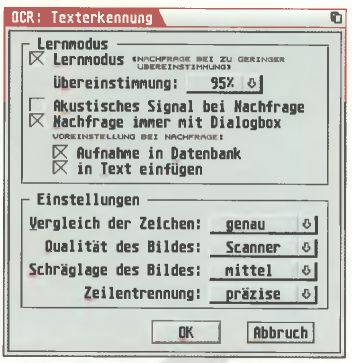 OCR: Texterkennung
Lernmodus
Lernmodus (NACHFRAGE BEI ZU GERINGER
ÜBEREINSTIMMUNG)
Übereinstimmung: 95%
Akustisches Signal bei Nachfrage
Nachfrage immer mit Dialogbox
VOREINSTELLUNG BEI NACHFRAGE:
Aufnahme in Datenbank
in Text einfügen
Einstellungen
Vergleich der Zeichen: genau
Qualität des Bildes: Scanner
Schräglage des Bildes: mittel
Zeilentrennung: präzise
OK Abbruch